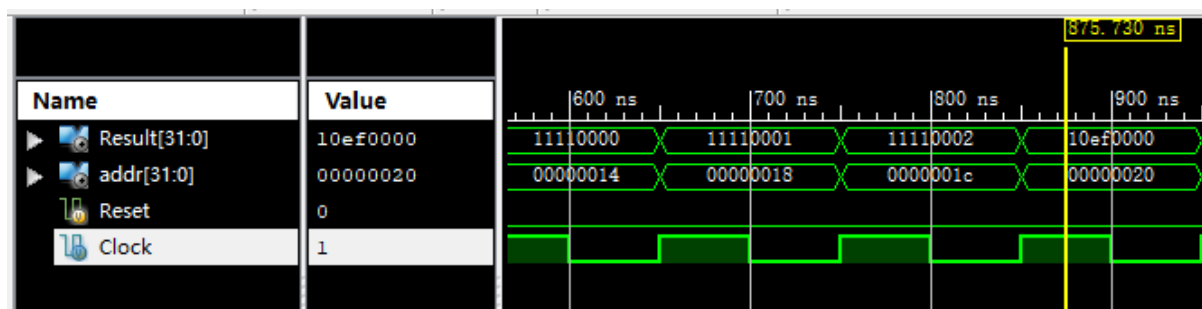 875.730 ns
Name Value 600 ns 700 ns 800 ns 900 ns
Result[31:0] 10ef0000 11110000 11110001 11110002 10ef0000
addr[31:0] 00000020 00000014 00000018 0000001c 00000020
Reset 0
Clock 1